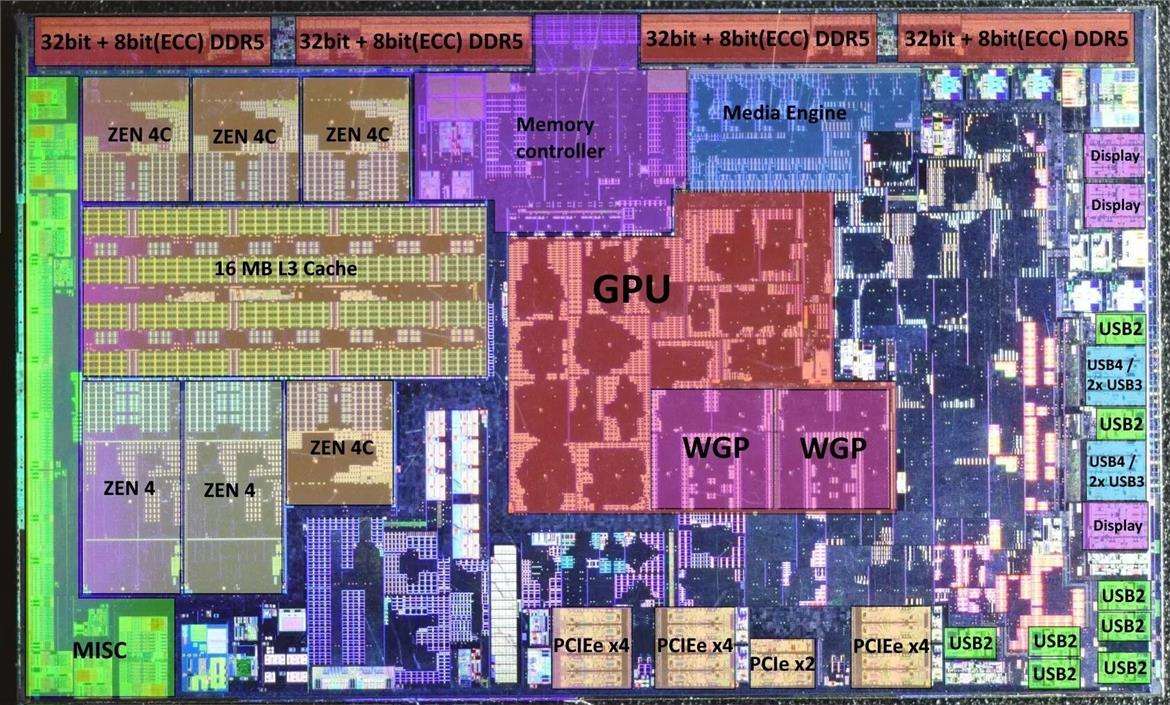 32bit + 8bit(ECC) DDR5
32bit + 8bit(ECC) DDR5
32bit + 8bit(ECC) DDR5
32bit + 8bit(ECC) DDR5
ZEN 4C
ZEN 4C
ZEN 4C
Memory
controller
Media Engine
Display
Display
16 MB L3 Cache
GPU
USB2
USB4 /
2x USB3
USB2
USB4 /
2x USB3
Display
ZEN 4
ZEN 4
ZEN 4C
WGP
WGP
MISC
PCIEe x4
PCIEe x4
PCIe x2
PCIEe x4
USB2
USB2
USB2
USB2
USB2
USB2